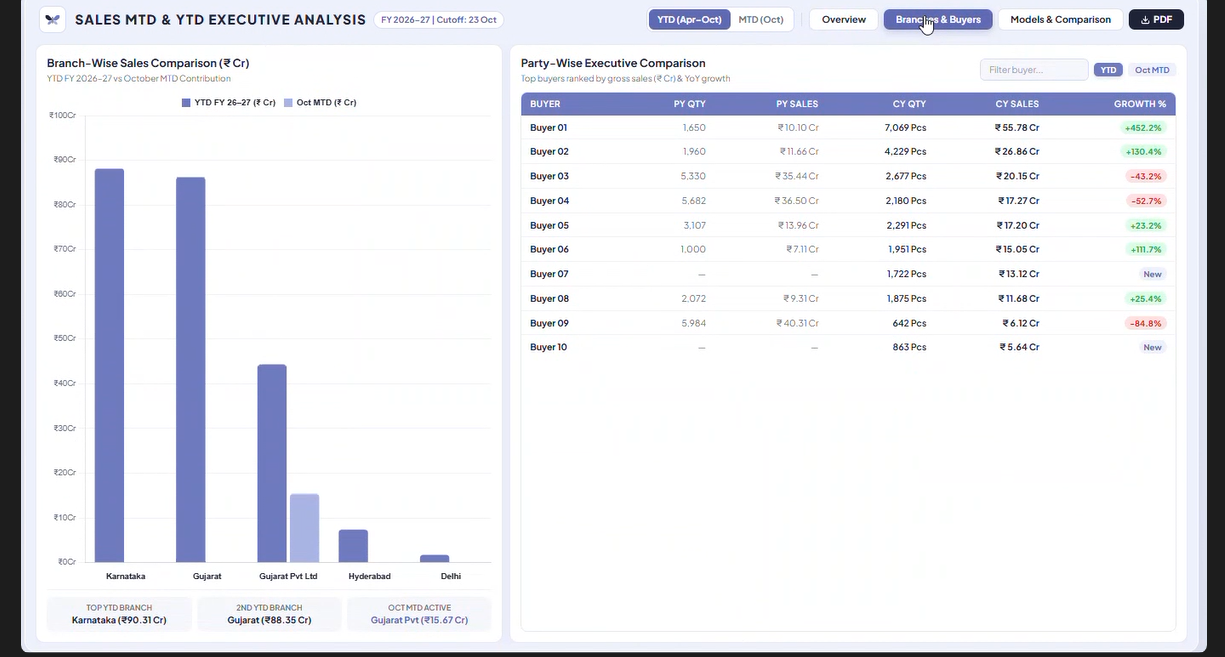 SALES MTD & YTD EXECUTIVE ANALYSIS
FY 2026-27 | Cutoff: 23 Oct
YTD (Apr-Oct) MTD (Oct)
Overview
Branches & Buyers
Models & Comparison
PDF
Branch-Wise Sales Comparison (₹ Cr)
YTD FY 2026-27 vs October MTD Contribution
YTD FY 26-27 (₹ Cr) Oct MTD (₹ Cr)
₹100Cr
₹90Cr
₹80Cr
₹70Cr
₹60Cr
₹50Cr
₹40Cr
₹30Cr
₹20Cr
₹10Cr
₹0Cr
Karnataka Gujarat Gujarat Pvt Ltd Hyderabad Delhi
TOP YTD BRANCH
Karnataka (₹90.31 Cr)
2ND YTD BRANCH
Gujarat (₹88.35 Cr)
OCT MTD ACTIVE
Gujarat Pvt (₹15.67 Cr)
Party-Wise Executive Comparison
Top buyers ranked by gross sales (₹ Cr) & YoY growth
Filter buyer...
YTD Oct MTD
BUYER PY QTY PY SALES CY QTY CY SALES GROWTH %
Buyer 01 1,650 ₹ 10.10 Cr 7,069 Pcs ₹ 55.78 Cr +452.2%
Buyer 02 1,960 ₹ 11.66 Cr 4,229 Pcs ₹ 26.86 Cr +130.4%
Buyer 03 5,330 ₹ 35.44 Cr 2,677 Pcs ₹ 20.15 Cr -43.2%
Buyer 04 5,682 ₹ 36.50 Cr 2,180 Pcs ₹ 17.27 Cr -52.7%
Buyer 05 3,107 ₹ 13.96 Cr 2,291 Pcs ₹ 17.20 Cr +23.2%
Buyer 06 1,000 ₹ 7.11 Cr 1,951 Pcs ₹ 15.05 Cr +111.7%
Buyer 07 — — 1,722 Pcs ₹ 13.12 Cr New
Buyer 08 2,072 ₹ 9.31 Cr 1,875 Pcs ₹ 11.68 Cr +25.4%
Buyer 09 5,984 ₹ 40.31 Cr 642 Pcs ₹ 6.12 Cr -84.8%
Buyer 10 — — 863 Pcs ₹ 5.64 Cr New